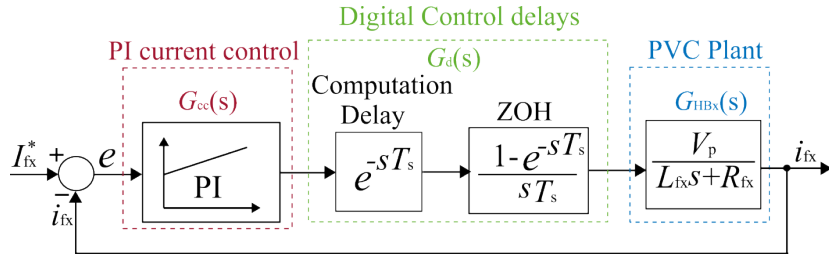 Digital Control delays
PI current control
G_d(s)
PVC Plant
Computation Delay
G_cc(s)
ZOH
G_HBx(s)
I_fx^*
+
e
PI
e^-sT_s
1-e^-sT_s
sT_s
V_p
L_fx s+R_fx
i_fx
−
i_fx